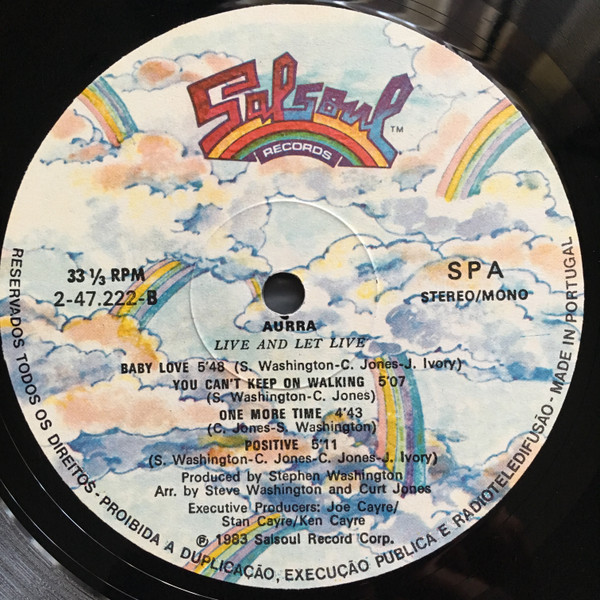 Salsoul
TM
RECORDS
33 ⅓ RPM
2-47.222-B
SPA
STEREO/MONO
AURRA
LIVE AND LET LIVE
BABY LOVE 5'48 (S. Washington-C. Jones-J. Ivory)
YOU CAN'T KEEP ON WALKING 5'07
(S. Washington-C. Jones)
ONE MORE TIME 4'43
(C. Jones-S. Washington)
POSITIVE 5'11
(S. Washington-C. Jones-C. Jones-J. Ivory)
Produced by Stephen Washington
Arr. by Steve Washington and Curt Jones
Executive Producers: Joe Cayre/
Stan Cayre/Ken Cayre
℗ 1983 Salsoul Record Corp.
RESERVADOS TODOS OS DIREITOS - PROIBIDA A DUPLICAÇÃO, EXECUÇÃO PUBLICA E RADIOTELEDIFUSÃO - MADE IN PORTUGAL